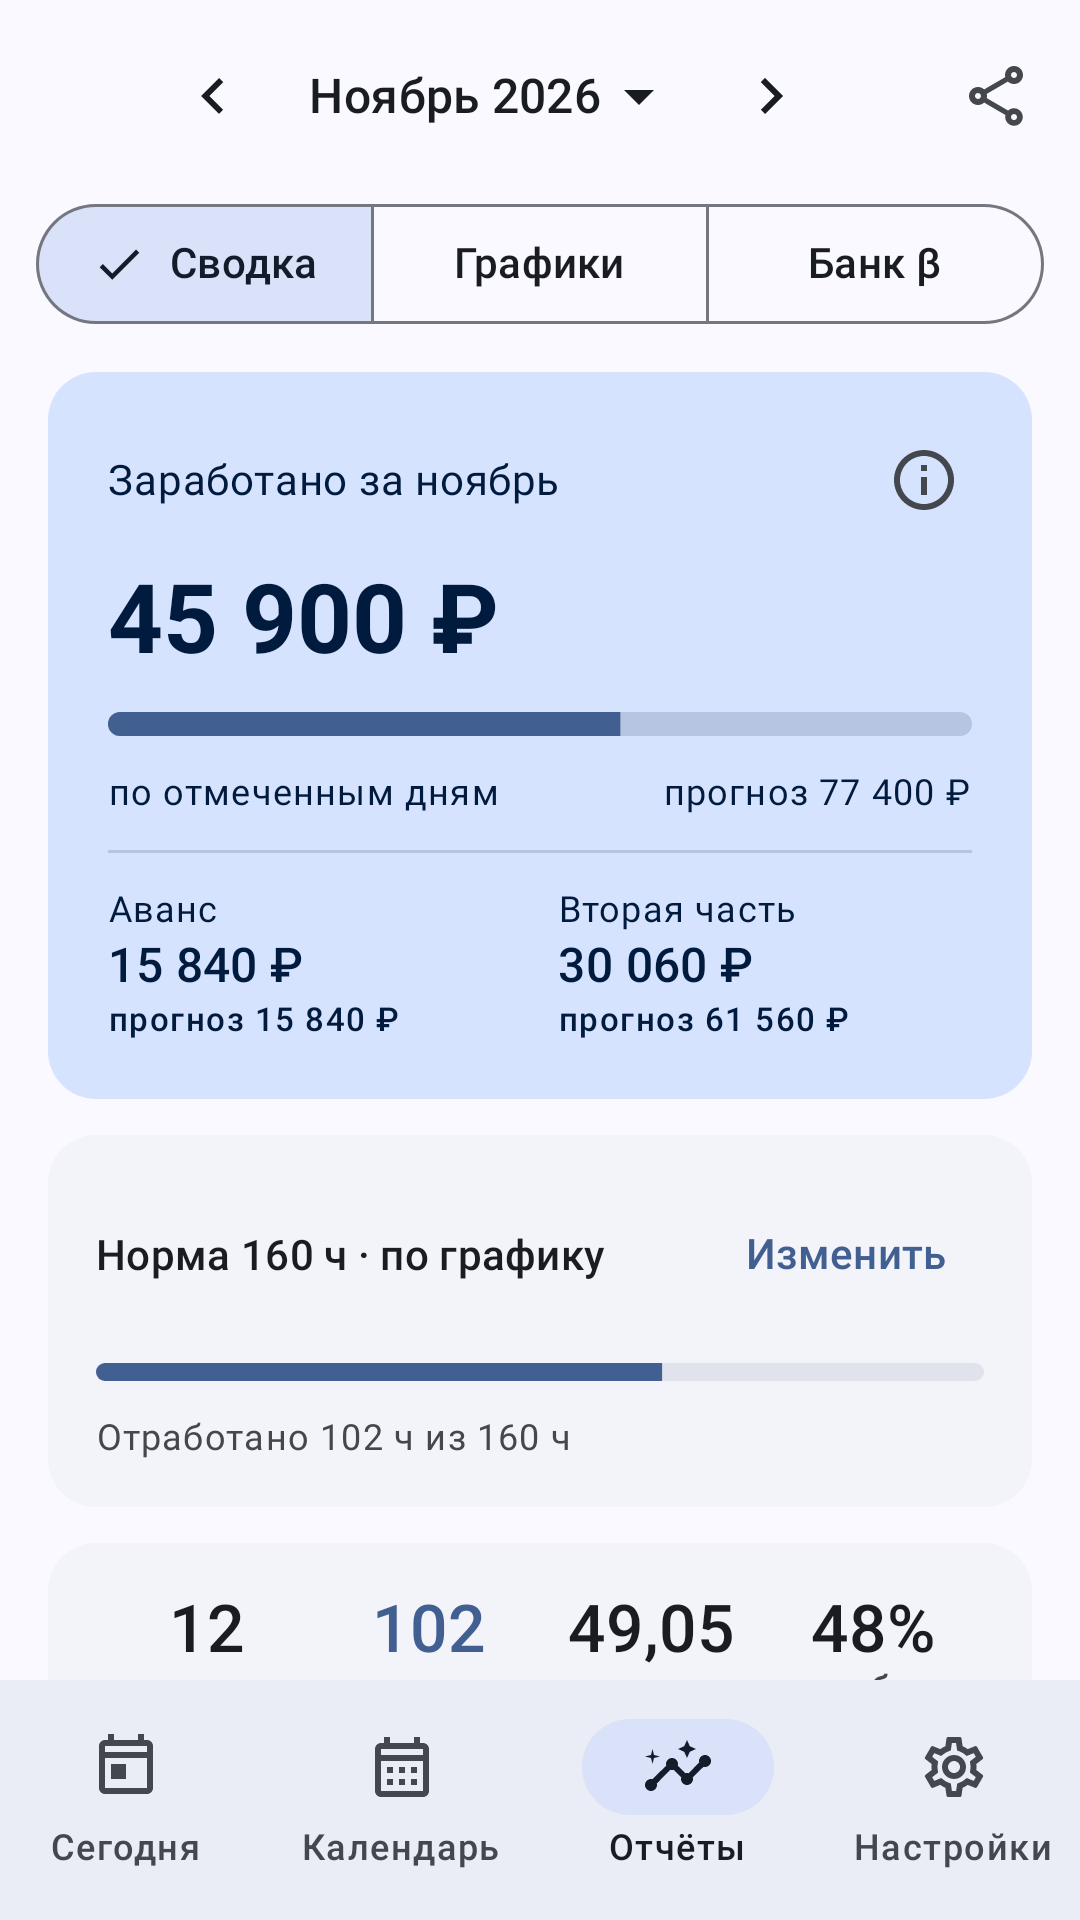 Ноябрь 2026
Сводка
Графики
Банк β
Заработано за ноябрь
45 900 ₽
по отмеченным дням
прогноз 77 400 ₽
Аванс
Вторая часть
15 840 ₽
30 060 ₽
прогноз 15 840 ₽
прогноз 61 560 ₽
Норма 160 ч · по графику
Изменить
Отработано 102 ч из 160 ч
12
102
49,05
48%
Сегодня
Календарь
Отчёты
Настройки